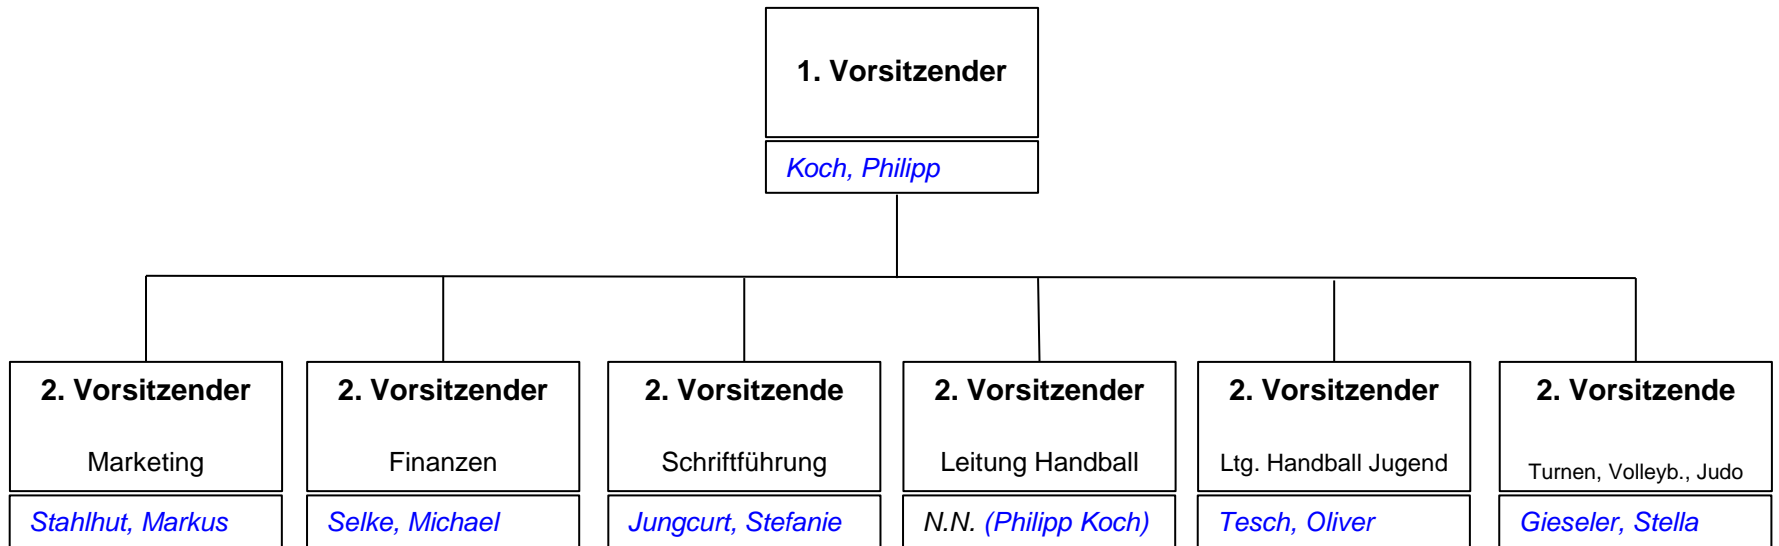 1. Vorsitzender
Koch, Philipp
2. Vorsitzender
Marketing
Stahlhut, Markus
2. Vorsitzender
Finanzen
Selke, Michael
2. Vorsitzende
Schriftführung
Jungcurt, Stefanie
2. Vorsitzender
Leitung Handball
N.N. (Philipp Koch)
2. Vorsitzender
Ltg. Handball Jugend
Tesch, Oliver
2. Vorsitzende
Turnen, Volleyb., Judo
Gieseler, Stella